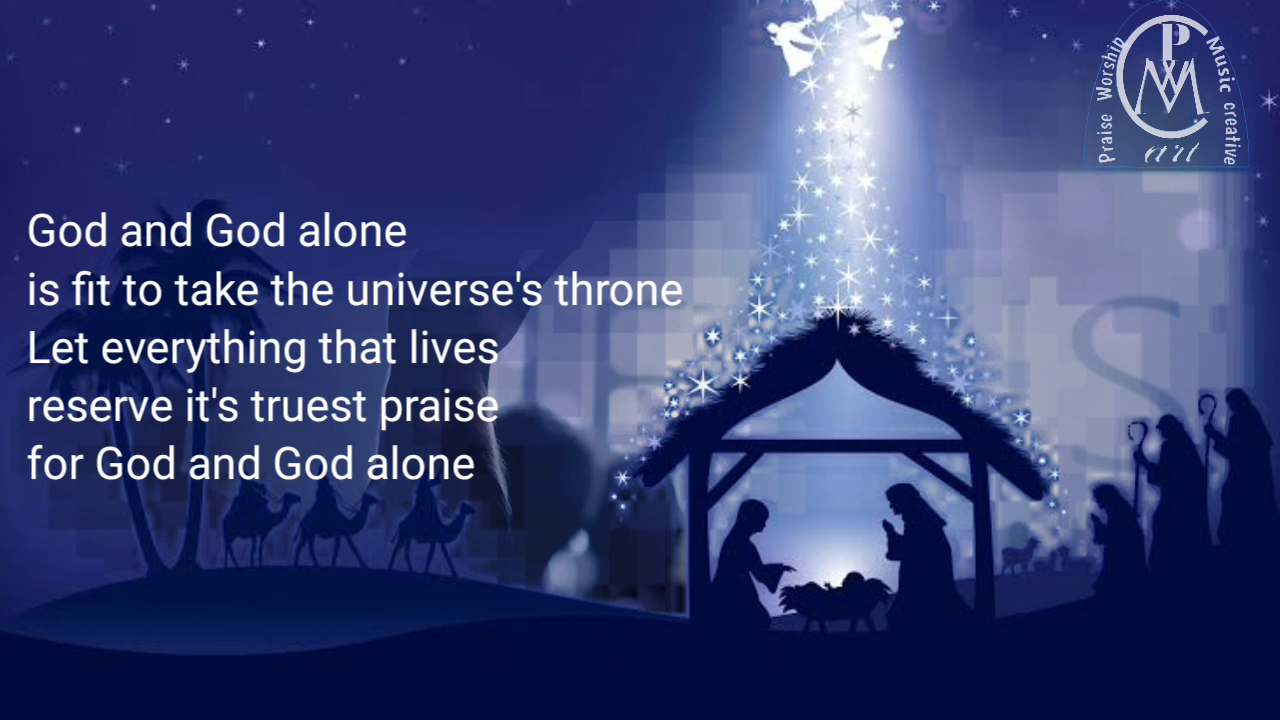 God and God alone
is fit to take the universe's throne
Let everything that lives
reserve it's truest praise
for God and God alone
Praise Worship
Music creative
PWMC
art